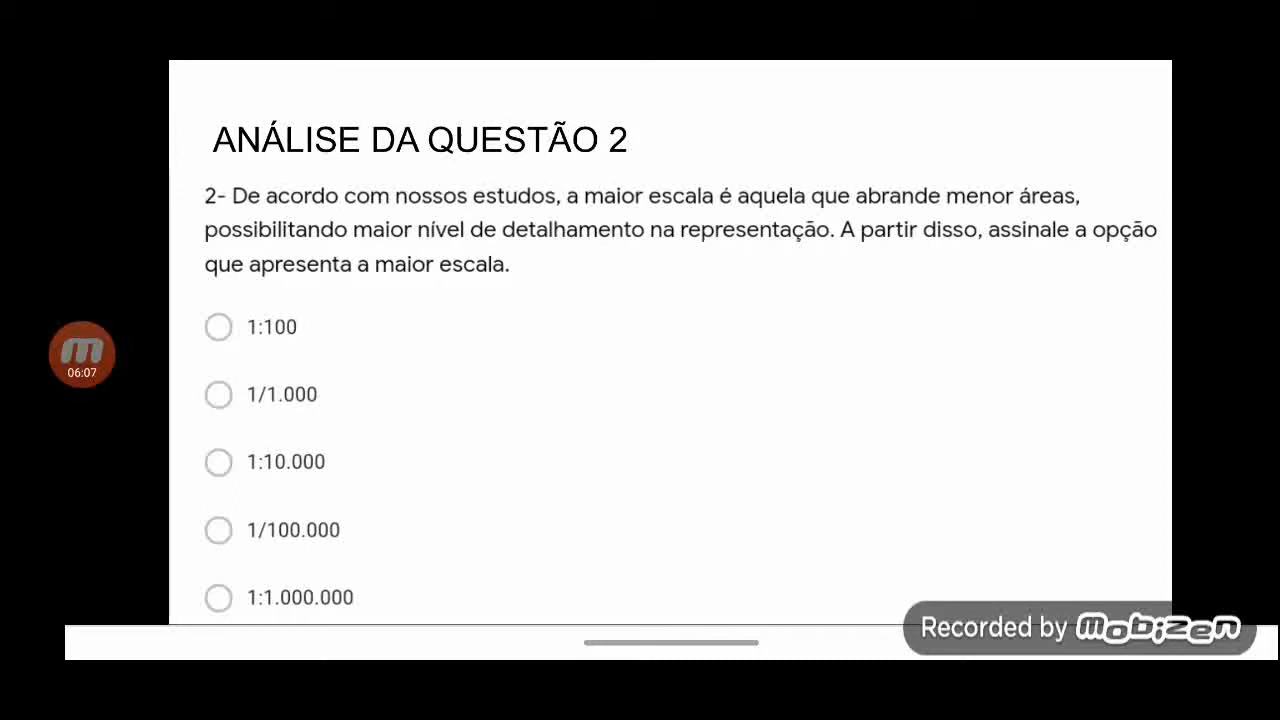 ANÁLISE DA QUESTÃO 2
2- De acordo com nossos estudos, a maior escala é aquela que abrande menor áreas,
possibilitando maior nível de detalhamento na representação. A partir disso, assinale a opção
que apresenta a maior escala.
1:100
1/1.000
m
06:07
1:10.000
1/100.000
1:1.000.000
Recorded by mobizen